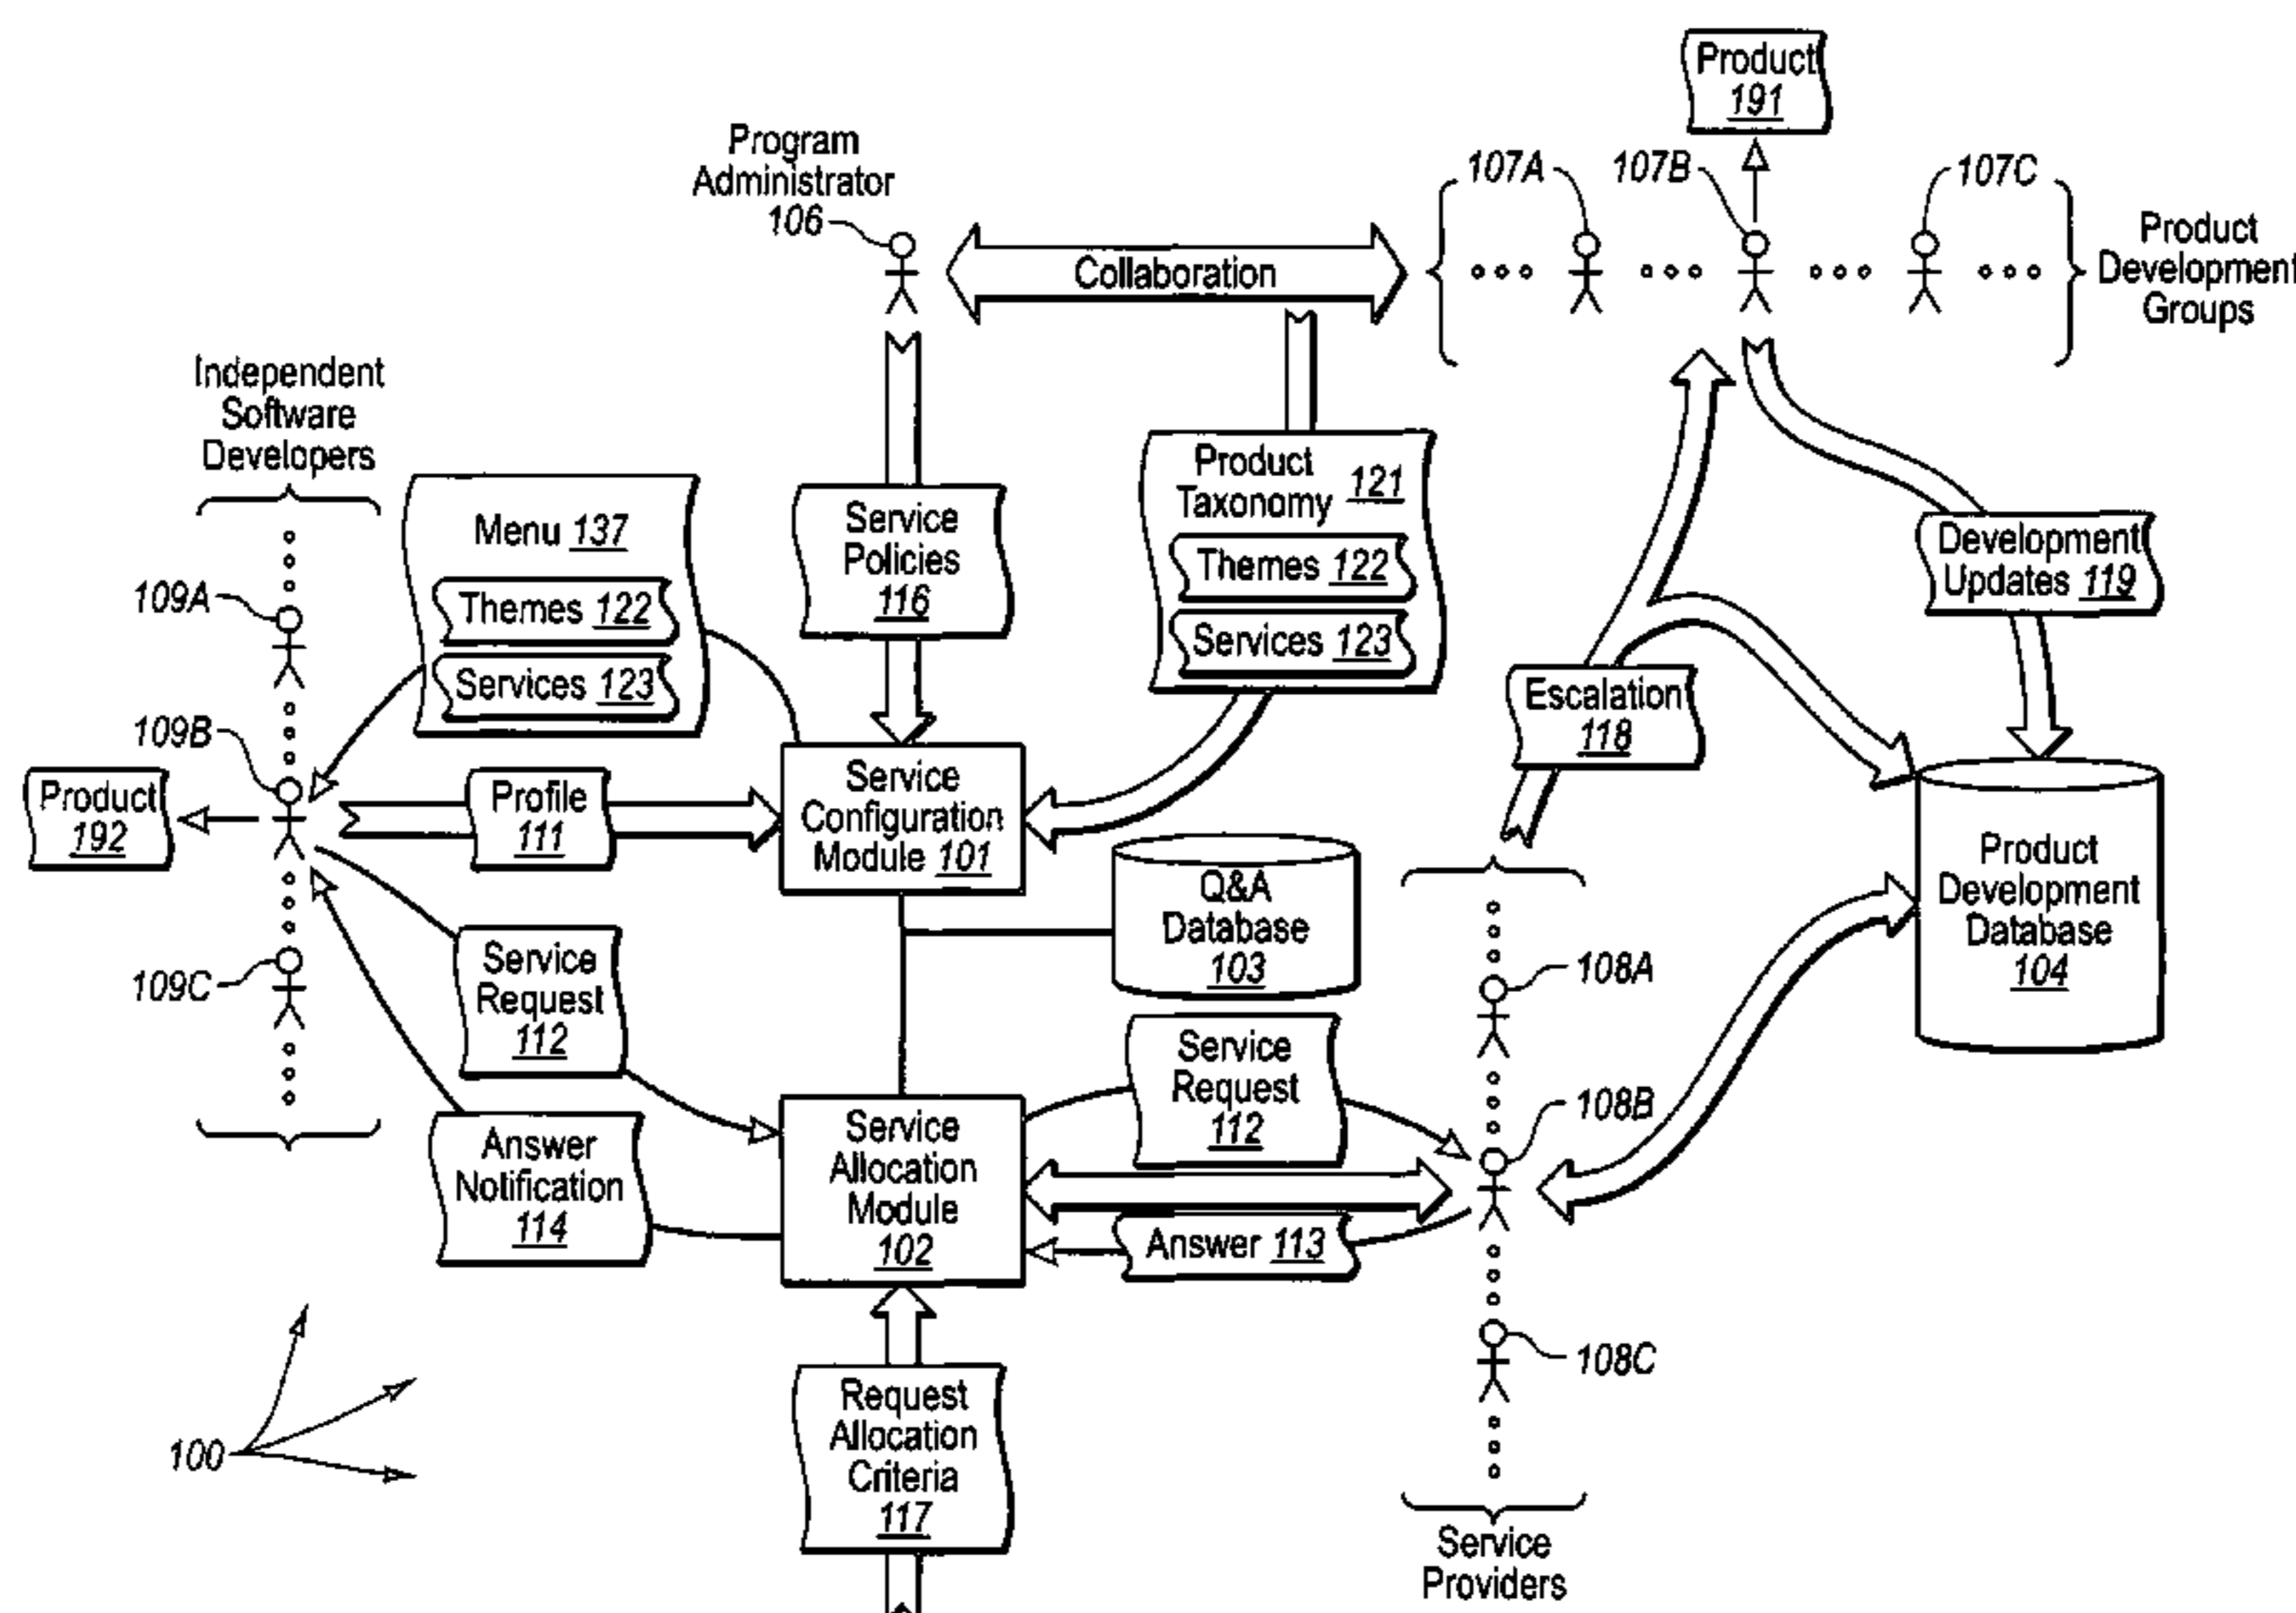 Product
191
Program
Administrator
106
107A
107B
107C
Collaboration
Product
Development
Groups
Independent
Software
Developers
Menu 137
Themes 122
Services 123
Service
Policies
116
Product
Taxonomy 121
Themes 122
Services 123
Development
Updates 119
109A
109B
109C
Product
192
Profile
111
Service
Configuration
Module 101
Escalation
118
Q&A
Database
103
Product
Development
Database
104
Service
Request
112
108A
108B
108C
Service
Request
112
Answer
Notification
114
Service
Allocation
Module
102
Answer 113
Request
Allocation
Criteria
117
100
Service
Providers